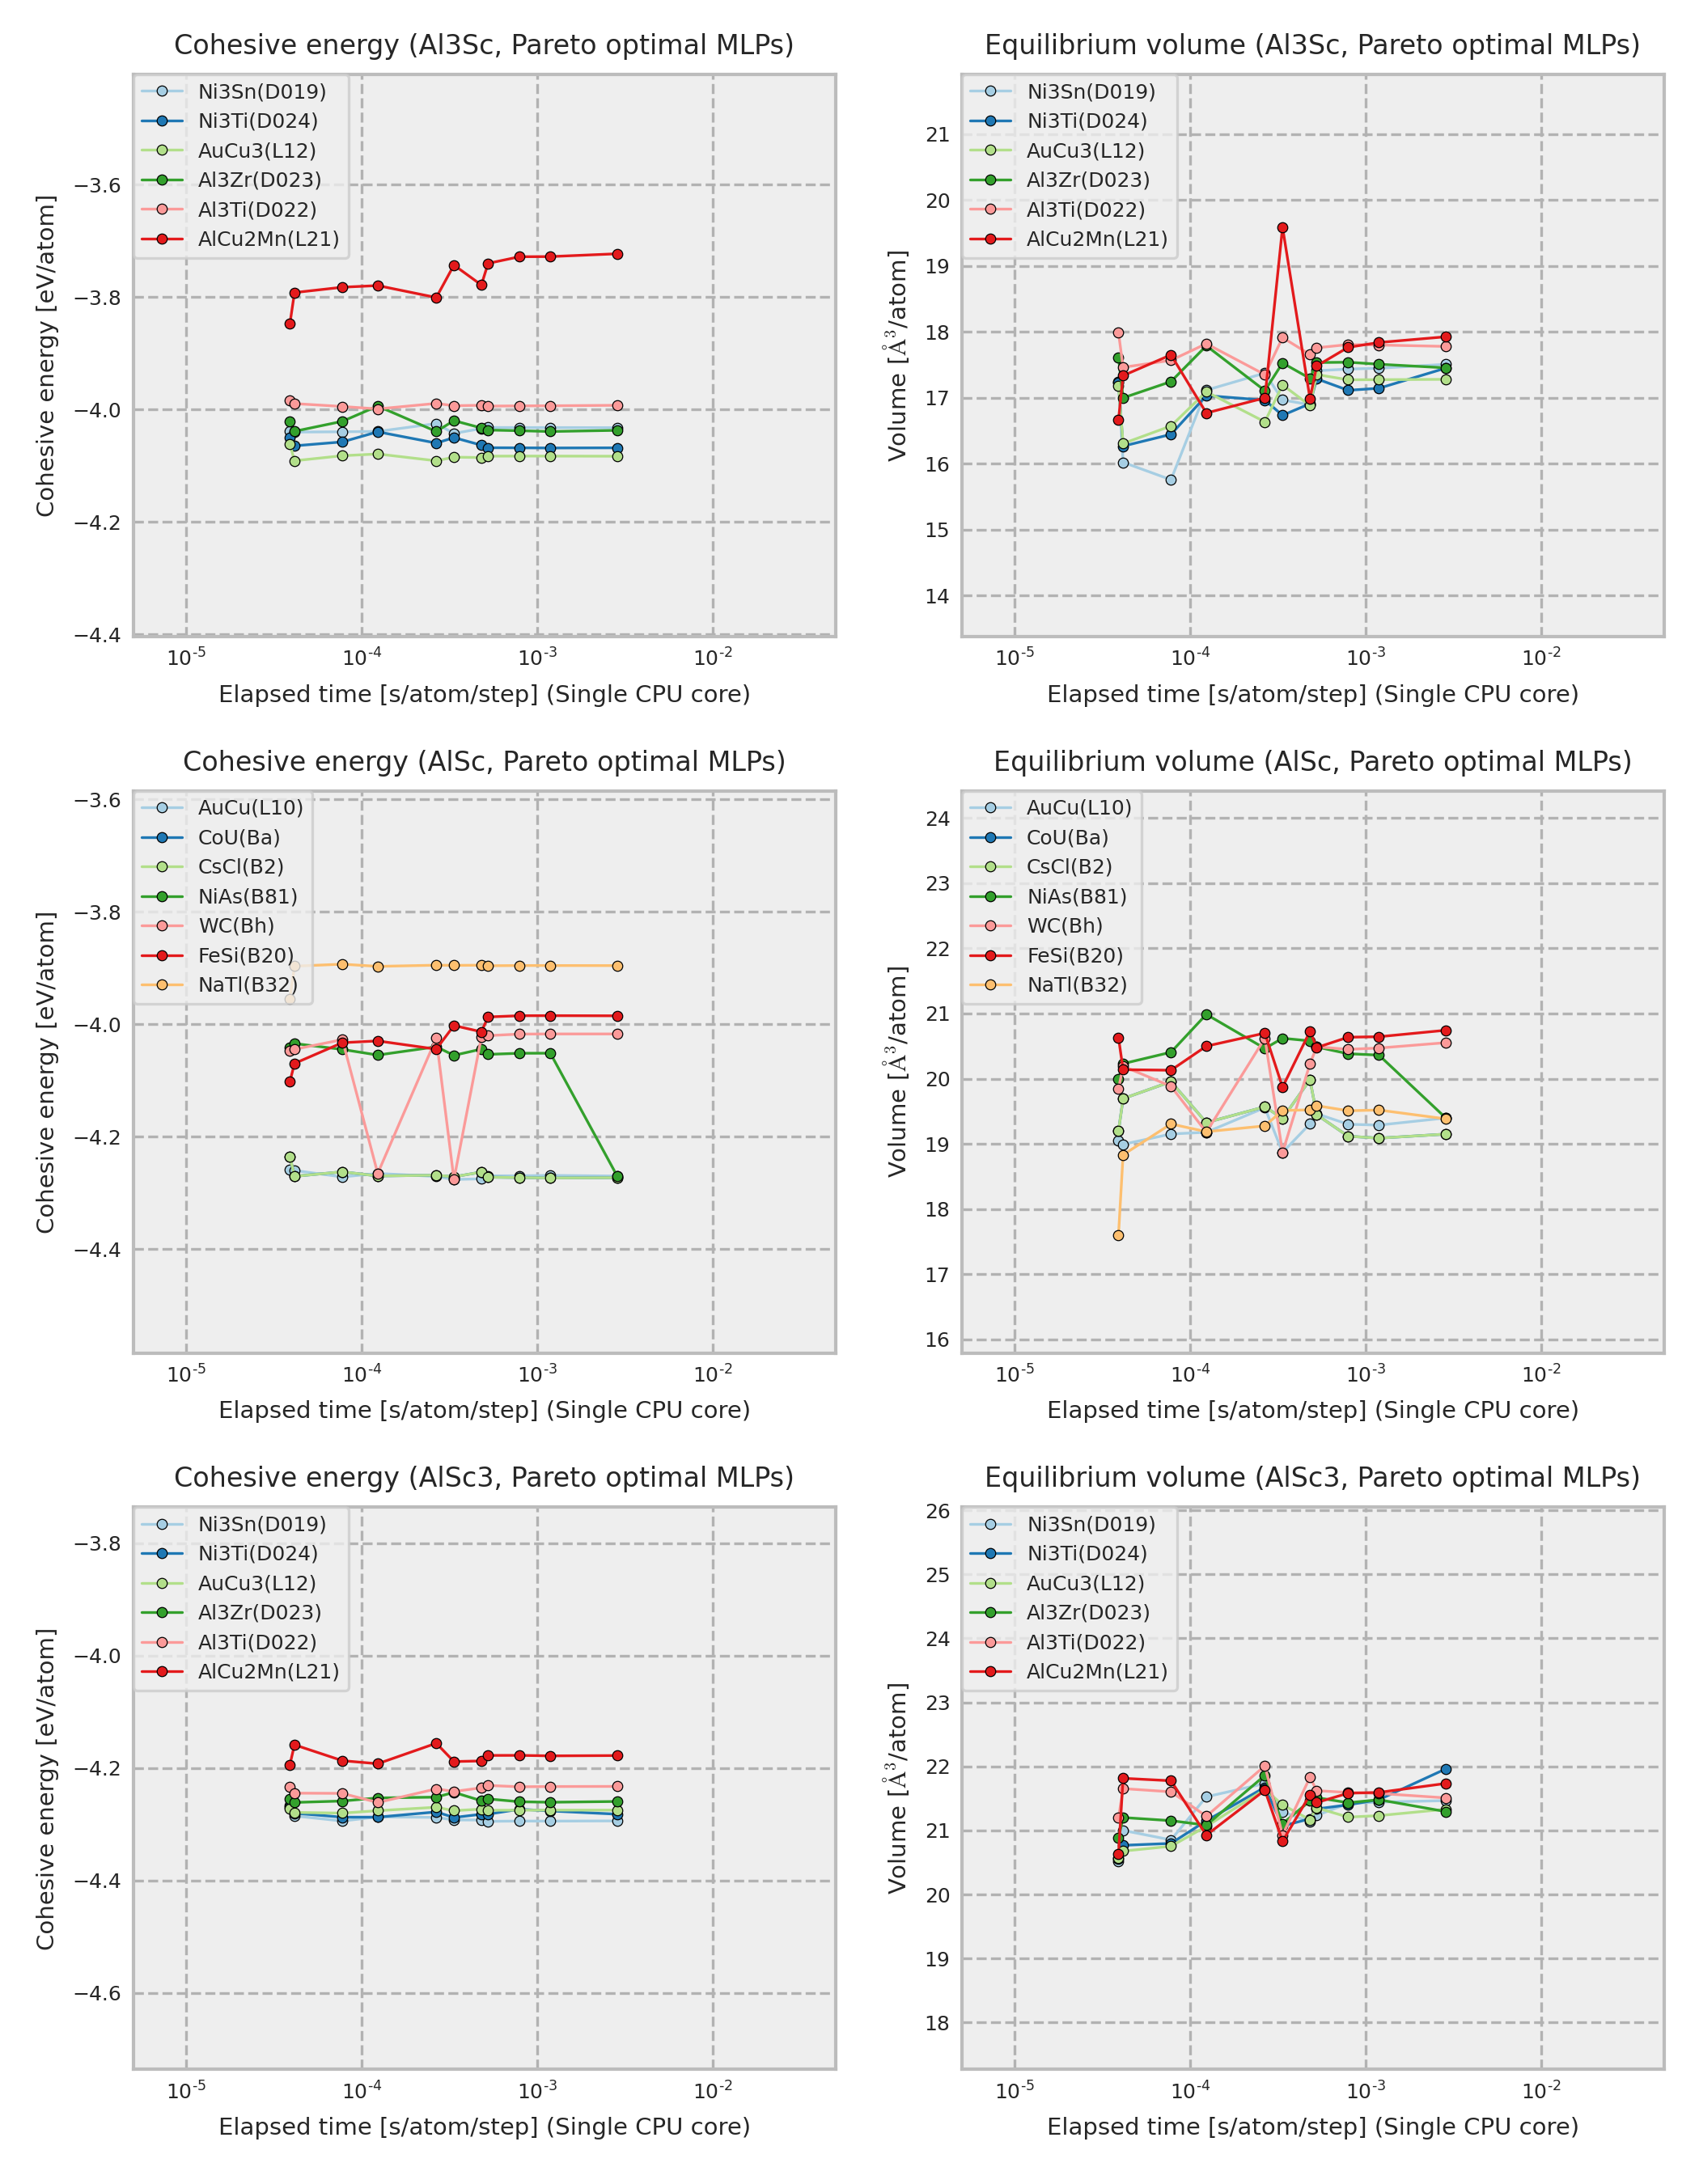 Cohesive energy (Al3Sc, Pareto optimal MLPs)
Ni3Sn(D019)
Ni3Ti(D024)
AuCu3(L12)
Al3Zr(D023)
Al3Ti(D022)
AlCu2Mn(L21)
−3.6
−3.8
−4.0
−4.2
−4.4
Cohesive energy [eV/atom]
10-5 10-4 10-3 10-2
Elapsed time [s/atom/step] (Single CPU core)
Equilibrium volume (Al3Sc, Pareto optimal MLPs)
Ni3Sn(D019)
Ni3Ti(D024)
AuCu3(L12)
Al3Zr(D023)
Al3Ti(D022)
AlCu2Mn(L21)
21
20
19
18
17
16
15
14
Volume [Å3/atom]
10-5 10-4 10-3 10-2
Elapsed time [s/atom/step] (Single CPU core)
Cohesive energy (AlSc, Pareto optimal MLPs)
AuCu(L10)
CoU(Ba)
CsCl(B2)
NiAs(B81)
WC(Bh)
FeSi(B20)
NaTl(B32)
−3.6
−3.8
−4.0
−4.2
−4.4
Cohesive energy [eV/atom]
10-5 10-4 10-3 10-2
Elapsed time [s/atom/step] (Single CPU core)
Equilibrium volume (AlSc, Pareto optimal MLPs)
AuCu(L10)
CoU(Ba)
CsCl(B2)
NiAs(B81)
WC(Bh)
FeSi(B20)
NaTl(B32)
24
23
22
21
20
19
18
17
16
Volume [Å3/atom]
10-5 10-4 10-3 10-2
Elapsed time [s/atom/step] (Single CPU core)
Cohesive energy (AlSc3, Pareto optimal MLPs)
Ni3Sn(D019)
Ni3Ti(D024)
AuCu3(L12)
Al3Zr(D023)
Al3Ti(D022)
AlCu2Mn(L21)
−3.8
−4.0
−4.2
−4.4
−4.6
Cohesive energy [eV/atom]
10-5 10-4 10-3 10-2
Elapsed time [s/atom/step] (Single CPU core)
Equilibrium volume (AlSc3, Pareto optimal MLPs)
Ni3Sn(D019)
Ni3Ti(D024)
AuCu3(L12)
Al3Zr(D023)
Al3Ti(D022)
AlCu2Mn(L21)
26
25
24
23
22
21
20
19
18
Volume [Å3/atom]
10-5 10-4 10-3 10-2
Elapsed time [s/atom/step] (Single CPU core)